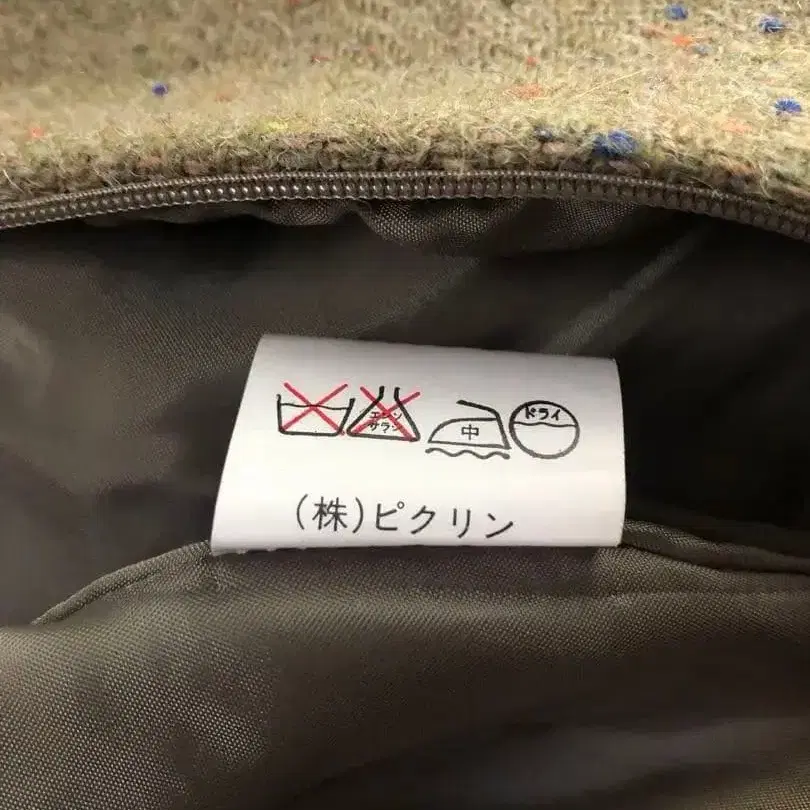 エンソ
サラシ
中
ドライ
(株)ピクリン